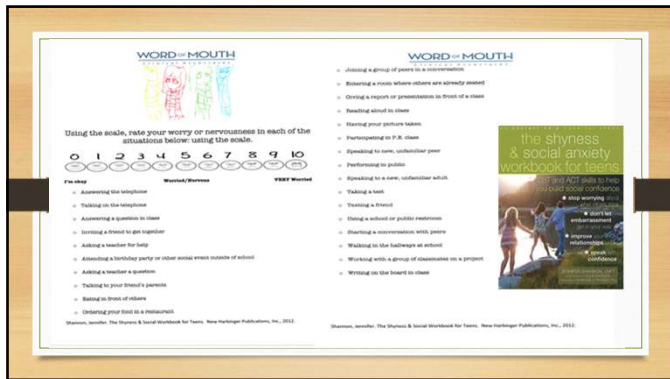 WORD OF MOUTH
Using the scale, rate your worry or nervousness in each of the
situations below: using the scale.
0 1 2 3 4 5 6 7 8 9 10
I'm okay Worried/Nervous VERY Worried
Answering the telephone
Talking on the telephone
Answering a question in class
Inviting a friend to get together
Asking a teacher for help
Attending a birthday party or other social event outside of school
Asking a teacher a question
Talking to your friend's parents
Eating in front of others
Ordering your food in a restaurant
Shannon, Jennifer. The Shyness & Social Workbook for Teens. New Harbinger Publications, Inc., 2012.
WORD OF MOUTH
Joining a group of peers in a conversation
Entering a room where others are already seated
Giving a report or presentation in front of a class
Reading aloud in class
Having your picture taken
Participating in P.E. class
Speaking to new, unfamiliar peer
Performing in public
Speaking to a new, unfamiliar adult
Taking a test
Texting a friend
Using a school or public restroom
Starting a conversation with peers
Walking in the hallways at school
Working with a group of classmates on a project
Writing on the board in class
Shannon, Jennifer. The Shyness & Social Workbook for Teens. New Harbinger Publications, Inc., 2012.
the shyness
& social anxiety
workbook for teens
CBT and ACT skills to help
you build social confidence
stop worrying
don't let
embarrassment
improve
relationships
speak
confidence